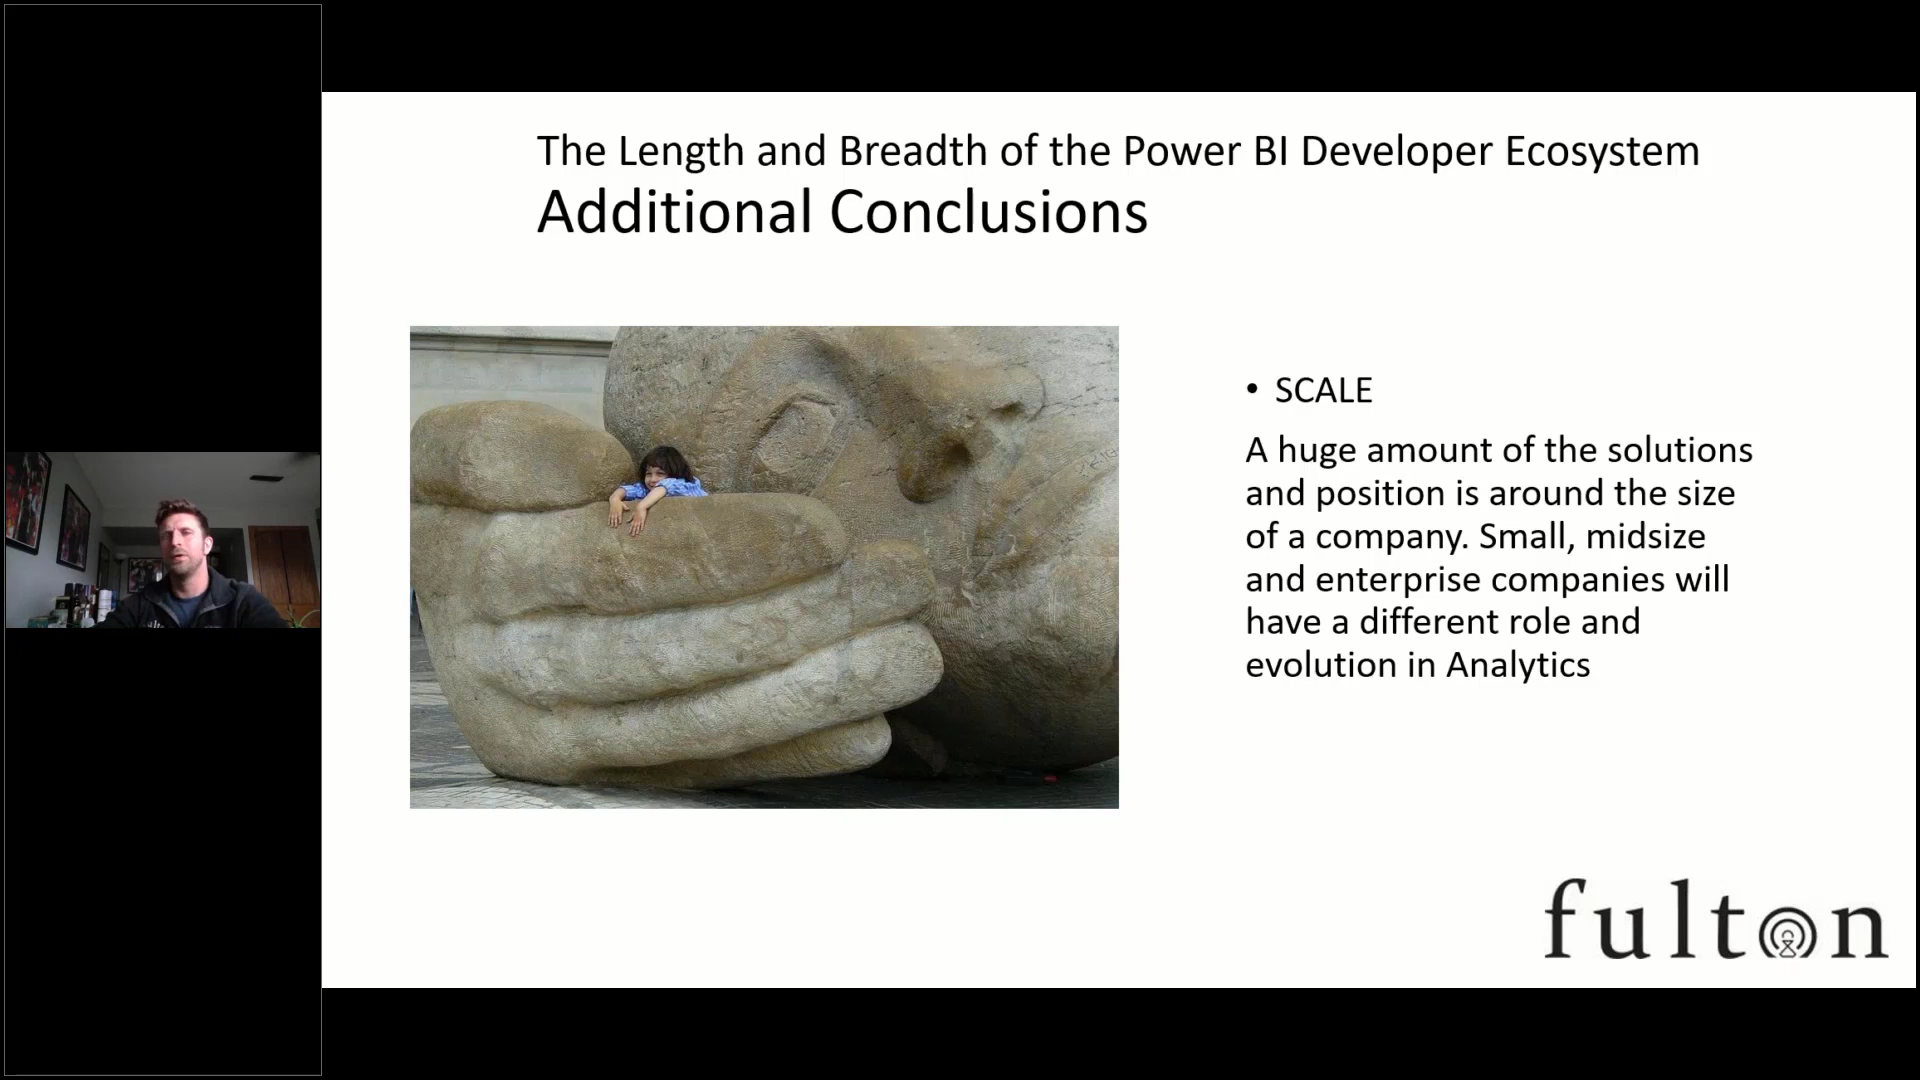 The Length and Breadth of the Power BI Developer Ecosystem
Additional Conclusions
• SCALE
A huge amount of the solutions
and position is around the size
of a company. Small, midsize
and enterprise companies will
have a different role and
evolution in Analytics
fulton